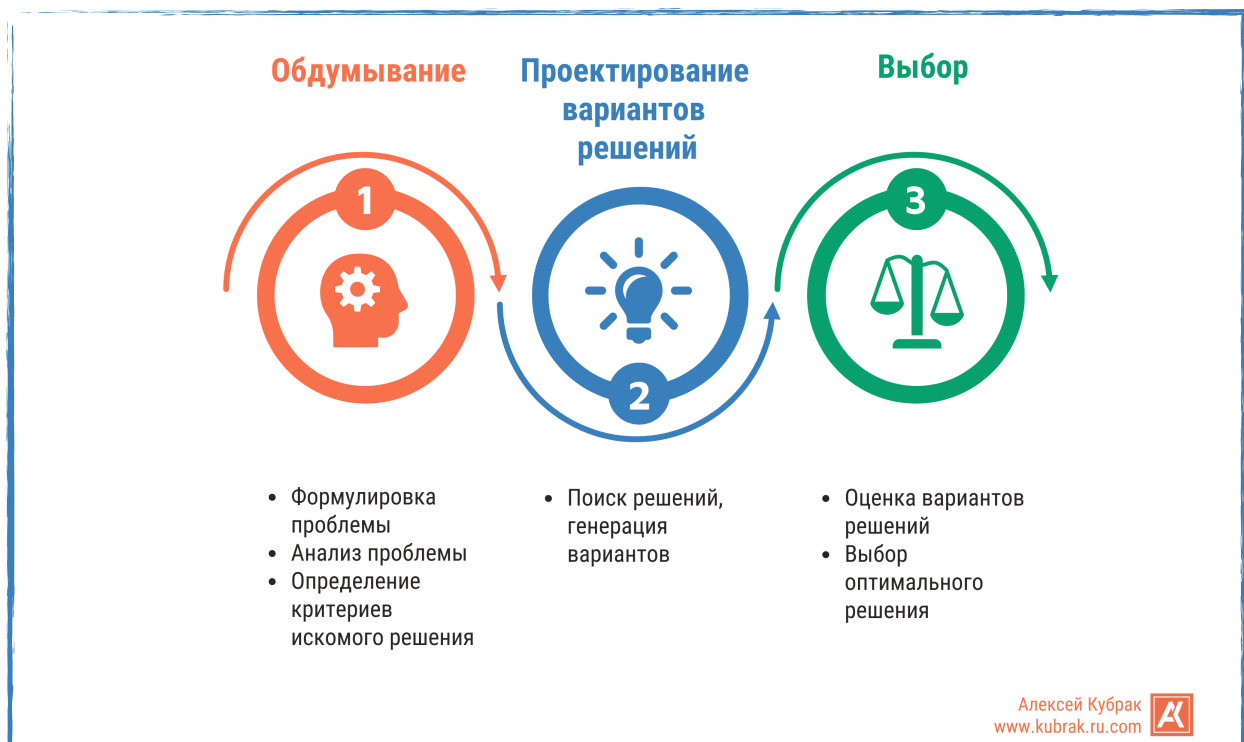 Обдумывание
Проектирование
вариантов
решений
Выбор
1
2
3
• Формулировка
проблемы
• Анализ проблемы
• Определение
критериев
искомого решения
• Поиск решений,
генерация
вариантов
• Оценка вариантов
решений
• Выбор
оптимального
решения
Алексей Кубрак
www.kubrak.ru.com
АК